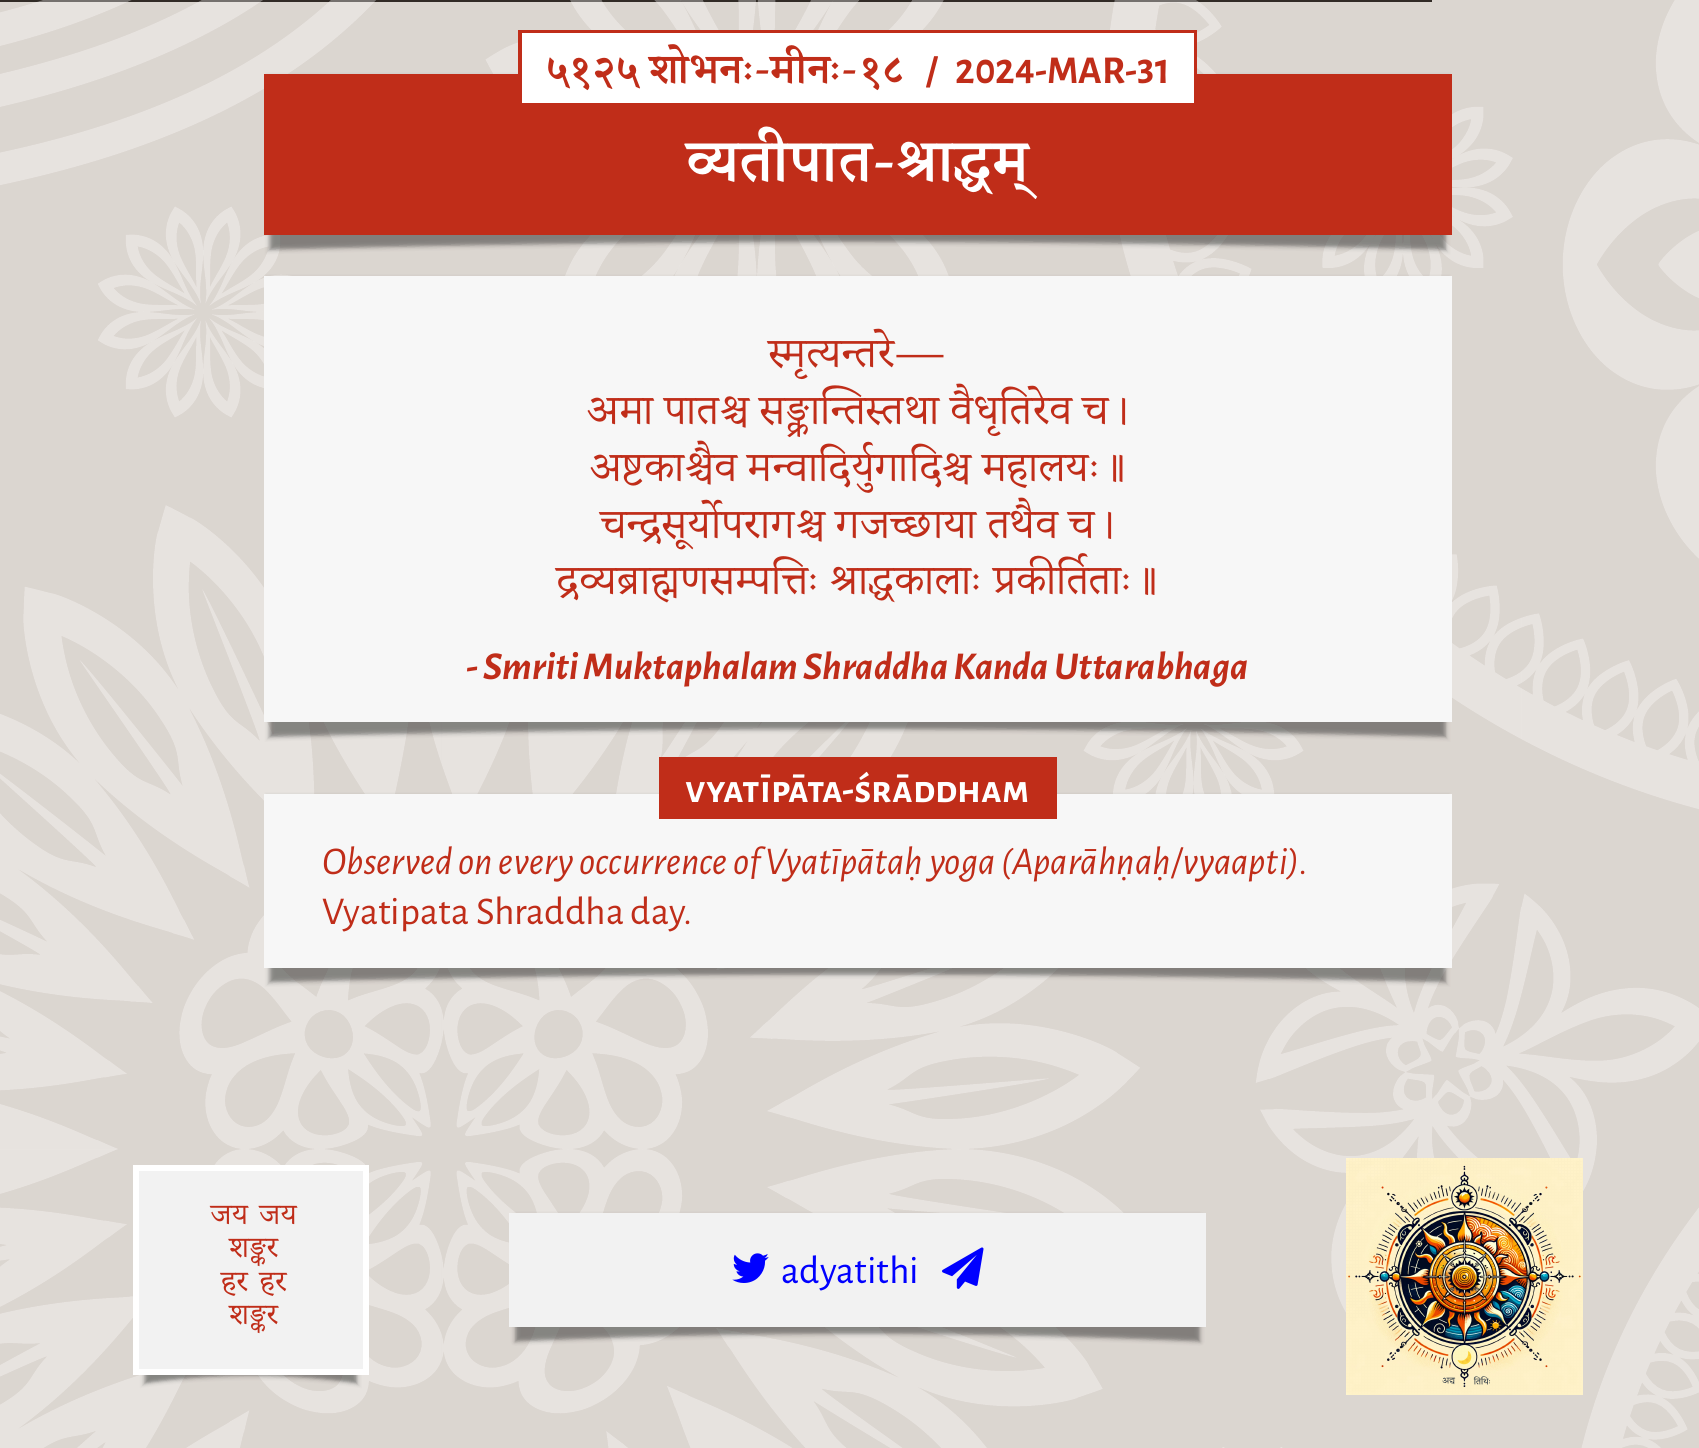 ५१२५ शोभनः-मीनः-१८ / 2024-MAR-31
व्यतीपात-श्राद्धम्
स्मृत्यन्तरे—
अमा पातश्च सङ्क्रान्तिस्तथा वैधृतिरेव च।
अष्टकाश्चैव मन्वादिर्युगादिश्च महालयः॥
चन्द्रसूर्योपरागश्च गजच्छाया तथैव च।
द्रव्यब्राह्मणसम्पत्तिः श्राद्धकालाः प्रकीर्तिताः॥
- Smriti Muktaphalam Shraddha Kanda Uttarabhaga
VYATĪPĀTA-ŚRĀDDHAM
Observed on every occurrence of Vyatīpātaḥ yoga (Aparāhṇaḥ/vyaapti).
Vyatipata Shraddha day.
जय जय
शङ्कर
हर हर
शङ्कर
adyatithi
अद्य तिथिः